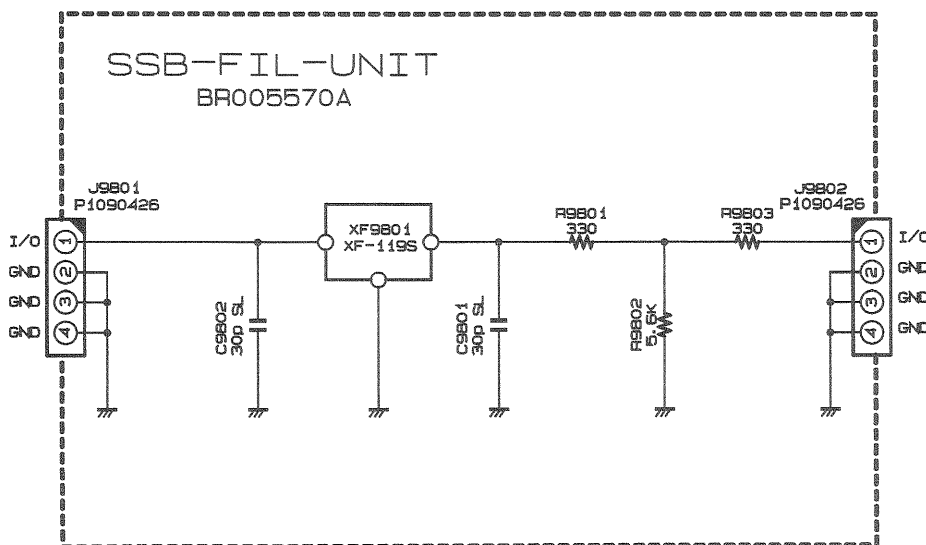 SSB-FIL-UNIT
BR005570A
J9801
P1090426
I/O
1
GND
2
GND
3
GND
4
C9802
30p SL
XF9801
XF-119S
C9801
30p SL
R9801
330
R9802
5.6K
R9803
330
J9802
P1090426
1
I/O
2
GND
3
GND
4
GND